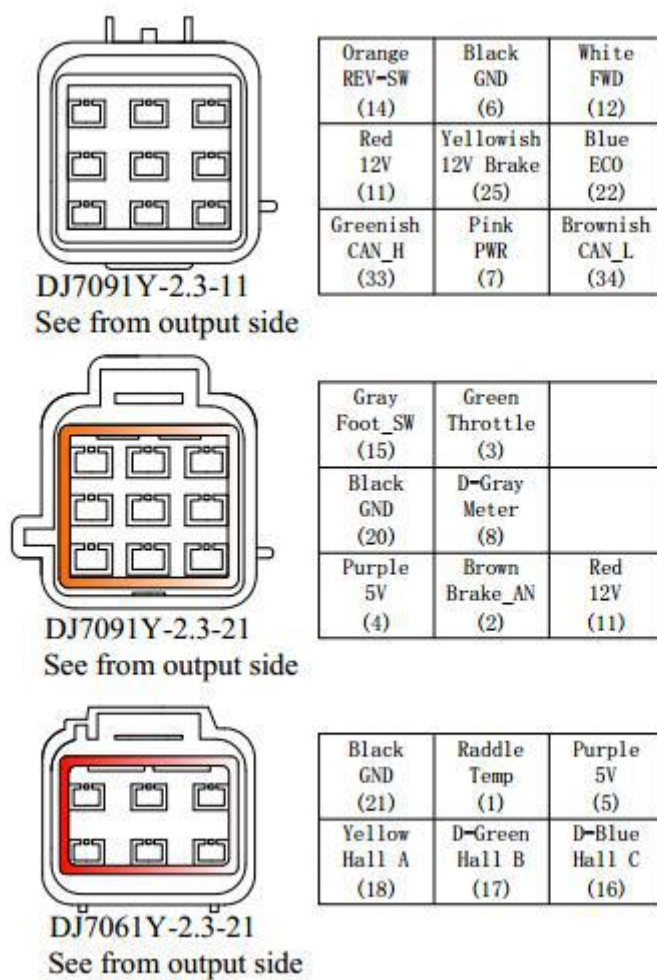 Orange Black White
REV-SW GND FWD
(14) (6) (12)
Red Yellowish Blue
12V 12V Brake ECO
(11) (25) (22)
Greenish Pink Brownish
CAN_H PWR CAN_L
(33) (7) (34)
DJ7091Y-2.3-11
See from output side
Gray Green
Foot_SW Throttle
(15) (3)
Black D-Gray
GND Meter
(20) (8)
Purple Brown Red
5V Brake_AN 12V
(4) (2) (11)
DJ7091Y-2.3-21
See from output side
Black Raddle Purple
GND Temp 5V
(21) (1) (5)
Yellow D-Green D-Blue
Hall A Hall B Hall C
(18) (17) (16)
DJ7061Y-2.3-21
See from output side